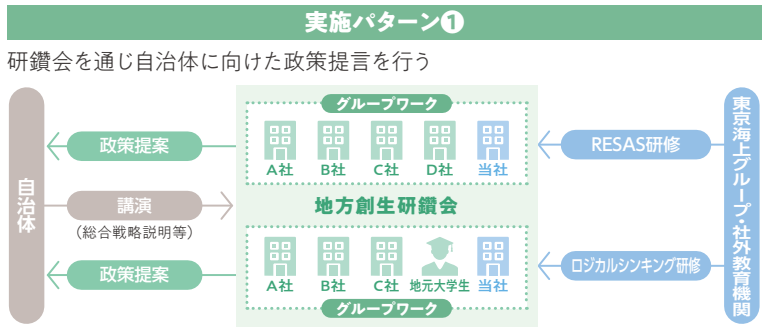 実施パターン❶
研鑽会を通じ自治体に向けた政策提言を行う
自治体
政策提案
講演
(総合戦略説明等)
政策提案
グループワーク
A社 B社 C社 D社 当社
地方創生研鑽会
A社 B社 C社 地元大学生 当社
グループワーク
RESAS研修
ロジカルシンキング研修
東京海上グループ・社外教育機関